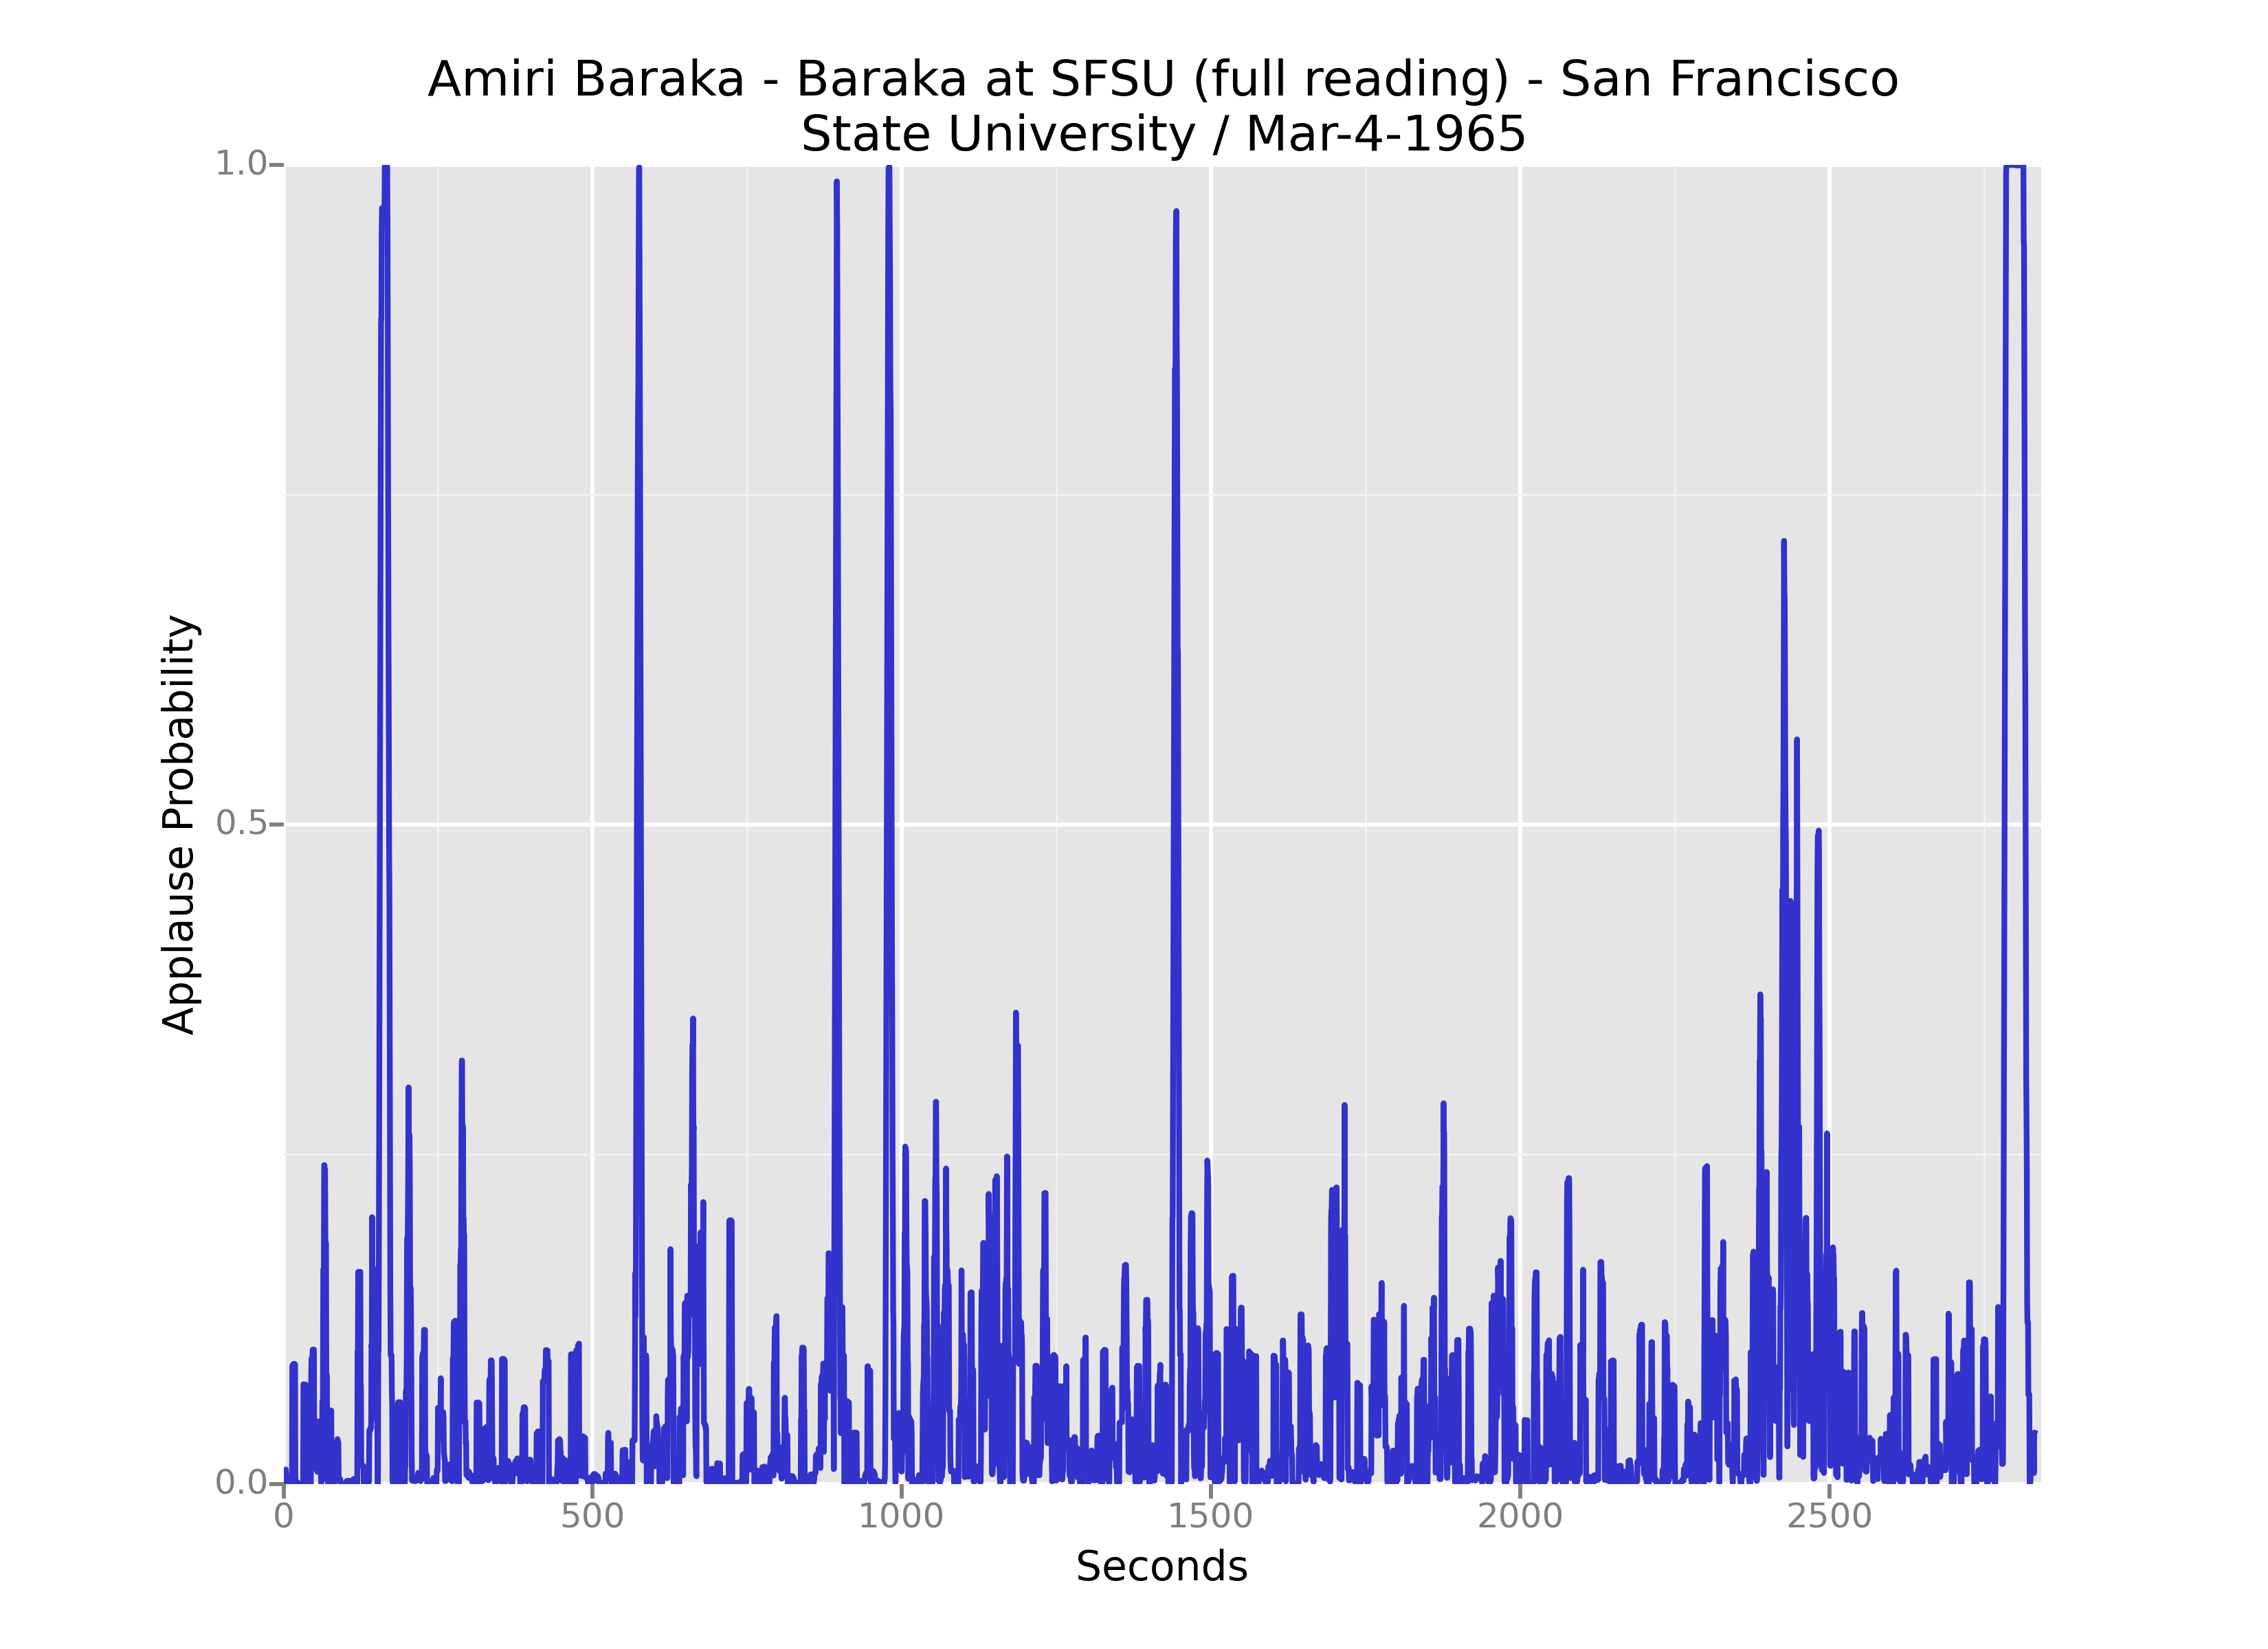 Amiri Baraka - Baraka at SFSU (full reading) - San Francisco
State University / Mar-4-1965
1.0
0.5
0.0
Applause Probability
0 500 1000 1500 2000 2500
Seconds